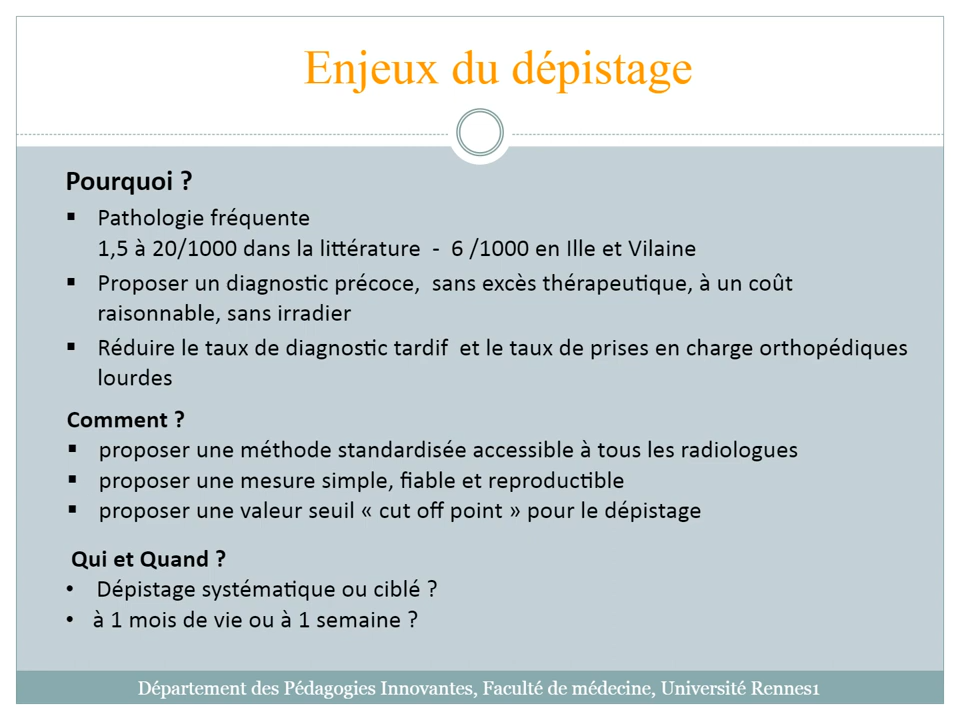 Enjeux du dépistage
Pourquoi ?
▪ Pathologie fréquente
1,5 à 20/1000 dans la littérature - 6 /1000 en Ille et Vilaine
▪ Proposer un diagnostic précoce, sans excès thérapeutique, à un coût
raisonnable, sans irradier
▪ Réduire le taux de diagnostic tardif et le taux de prises en charge orthopédiques
lourdes
Comment ?
▪ proposer une méthode standardisée accessible à tous les radiologues
▪ proposer une mesure simple, fiable et reproductible
▪ proposer une valeur seuil « cut off point » pour le dépistage
Qui et Quand ?
• Dépistage systématique ou ciblé ?
• à 1 mois de vie ou à 1 semaine ?
Département des Pédagogies Innovantes, Faculté de médecine, Université Rennes1